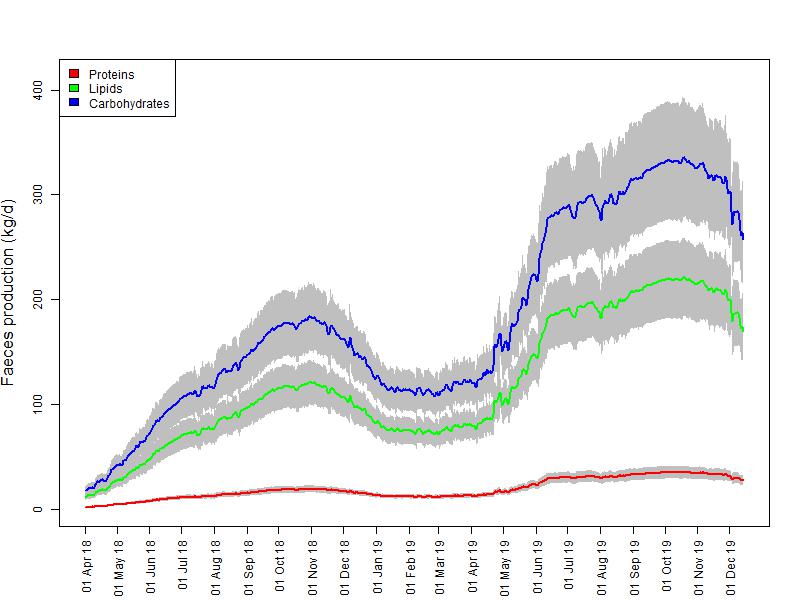 Proteins
Lipids
Carbohydrates
Faeces production (kg/d)
400
300
200
100
0
01 Apr 18
01 May 18
01 Jun 18
01 Jul 18
01 Aug 18
01 Sep 18
01 Oct 18
01 Nov 18
01 Dec 18
01 Jan 19
01 Feb 19
01 Mar 19
01 Apr 19
01 May 19
01 Jun 19
01 Jul 19
01 Aug 19
01 Sep 19
01 Oct 19
01 Nov 19
01 Dec 19